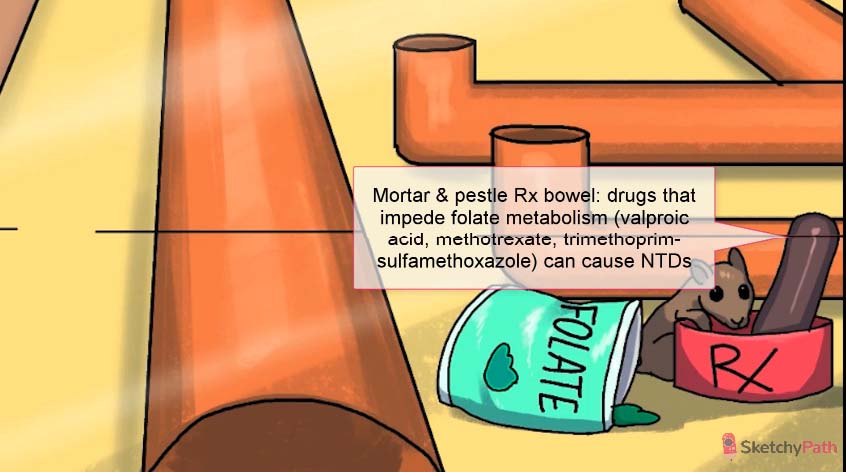 Mortar & pestle Rx bowel: drugs that
impede folate metabolism (valproic
acid, methotrexate, trimethoprim-
sulfamethoxazole) can cause NTDs
FOLATE
RX
SketchyPath